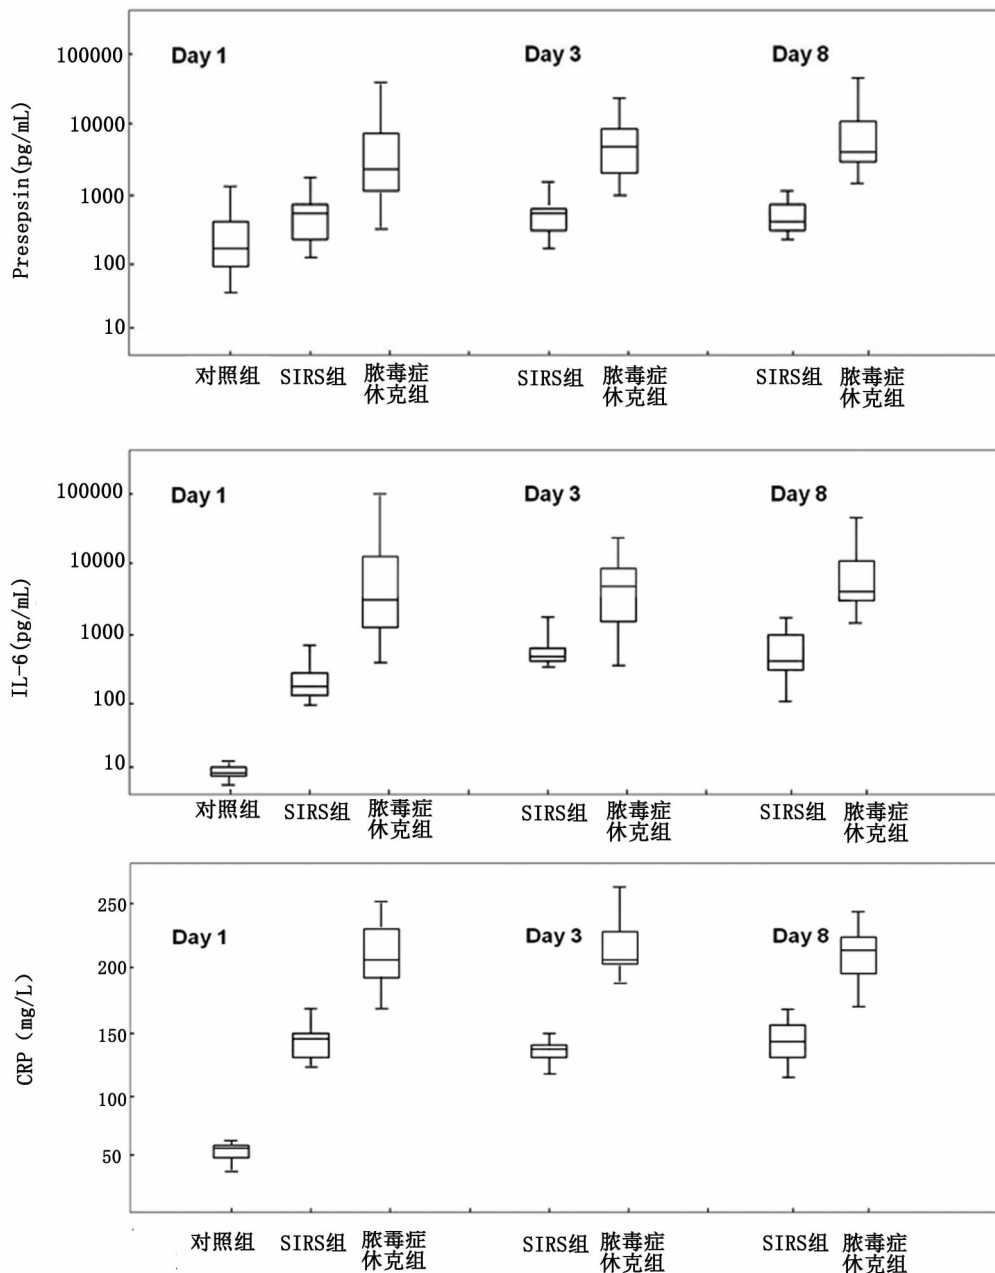 Day 1
Day 3
Day 8
Presepsin(pg/mL)
100000
10000
1000
100
10
对照组
SIRS组
脓毒症
休克组
SIRS组
脓毒症
休克组
SIRS组
脓毒症
休克组
Day 1
Day 3
Day 8
IL-6(pg/mL)
100000
10000
1000
100
10
对照组
SIRS组
脓毒症
休克组
SIRS组
脓毒症
休克组
SIRS组
脓毒症
休克组
Day 1
Day 3
Day 8
CRP (mg/L)
250
200
150
100
50
对照组
SIRS组
脓毒症
休克组
SIRS组
脓毒症
休克组
SIRS组
脓毒症
休克组